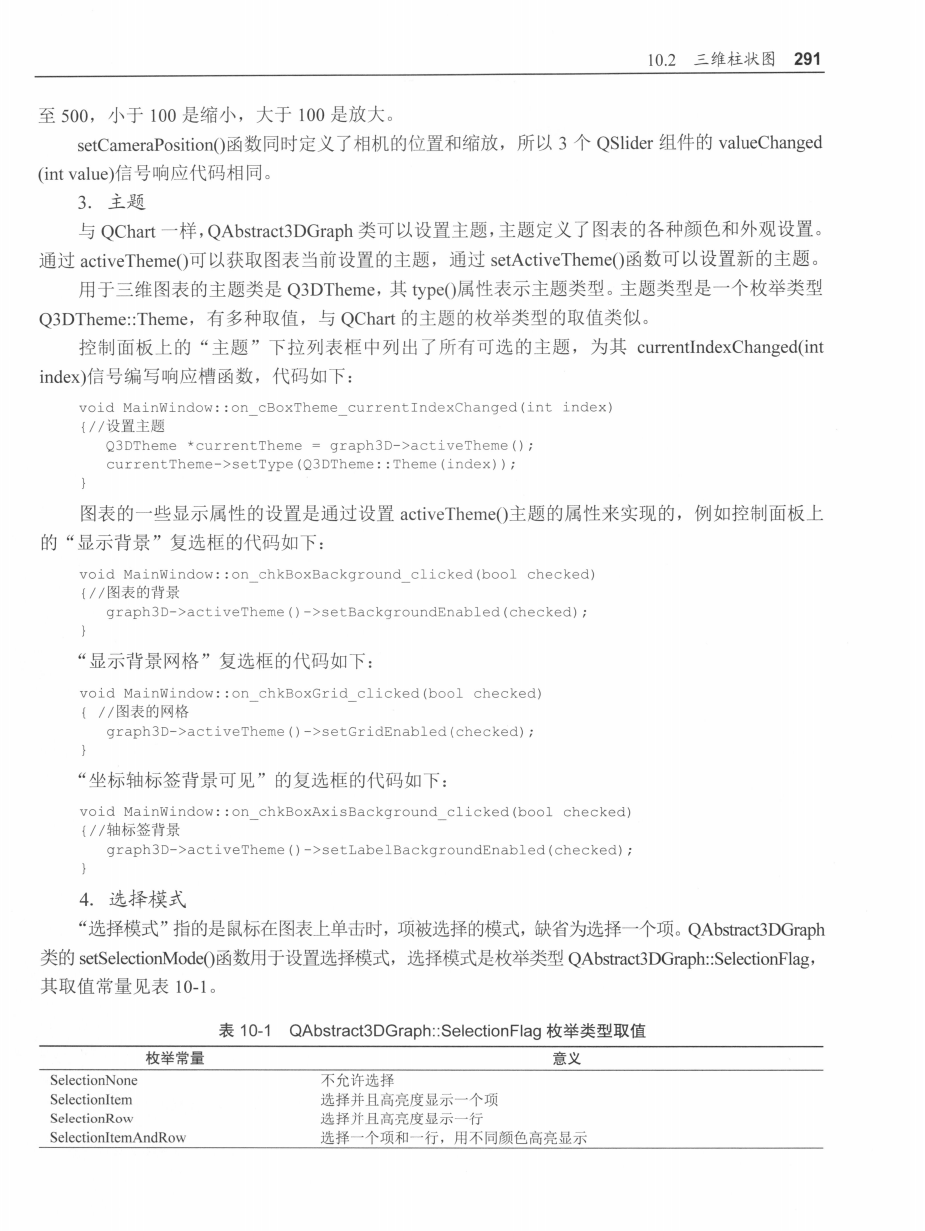 10.2 三维柱状图 291
至 500，小于 100 是缩小，大于 100 是放大。
setCameraPosition()函数同时定义了相机的位置和缩放，所以 3 个 QSlider 组件的 valueChanged
(int value)信号响应代码相同。
3．主题
与 QChart 一样，QAbstract3DGraph 类可以设置主题，主题定义了图表的各种颜色和外观设置。
通过 activeTheme()可以获取图表当前设置的主题，通过 setActiveTheme()函数可以设置新的主题。
用于三维图表的主题类是 Q3DTheme，其 type()属性表示主题类型。主题类型是一个枚举类型
Q3DTheme::Theme，有多种取值，与 QChart 的主题的枚举类型的取值类似。
控制面板上的“主题”下拉列表框中列出了所有可选的主题，为其 currentIndexChanged(int
index)信号编写响应槽函数，代码如下：
void MainWindow::on_cBoxTheme_currentIndexChanged(int index)
{//设置主题
Q3DTheme *currentTheme = graph3D->activeTheme();
currentTheme->setType(Q3DTheme::Theme(index));
}
图表的一些显示属性的设置是通过设置 activeTheme()主题的属性来实现的，例如控制面板上
的“显示背景”复选框的代码如下：
void MainWindow::on_chkBoxBackground_clicked(bool checked)
{//图表的背景
graph3D->activeTheme()->setBackgroundEnabled(checked);
}
“显示背景网格”复选框的代码如下：
void MainWindow::on_chkBoxGrid_clicked(bool checked)
{ //图表的网格
graph3D->activeTheme()->setGridEnabled(checked);
}
“坐标轴标签背景可见”的复选框的代码如下：
void MainWindow::on_chkBoxAxisBackground_clicked(bool checked)
{//轴标签背景
graph3D->activeTheme()->setLabelBackgroundEnabled(checked);
}
4．选择模式
“选择模式”指的是鼠标在图表上单击时，项被选择的模式，缺省为选择一个项。QAbstract3DGraph
类的 setSelectionMode()函数用于设置选择模式，选择模式是枚举类型 QAbstract3DGraph::SelectionFlag，
其取值常量见表 10-1。
表 10-1 QAbstract3DGraph::SelectionFlag 枚举类型取值
枚举常量 意义
SelectionNone 不允许选择
SelectionItem 选择并且高亮度显示一个项
SelectionRow 选择并且高亮度显示一行
SelectionItemAndRow 选择一个项和一行，用不同颜色高亮显示